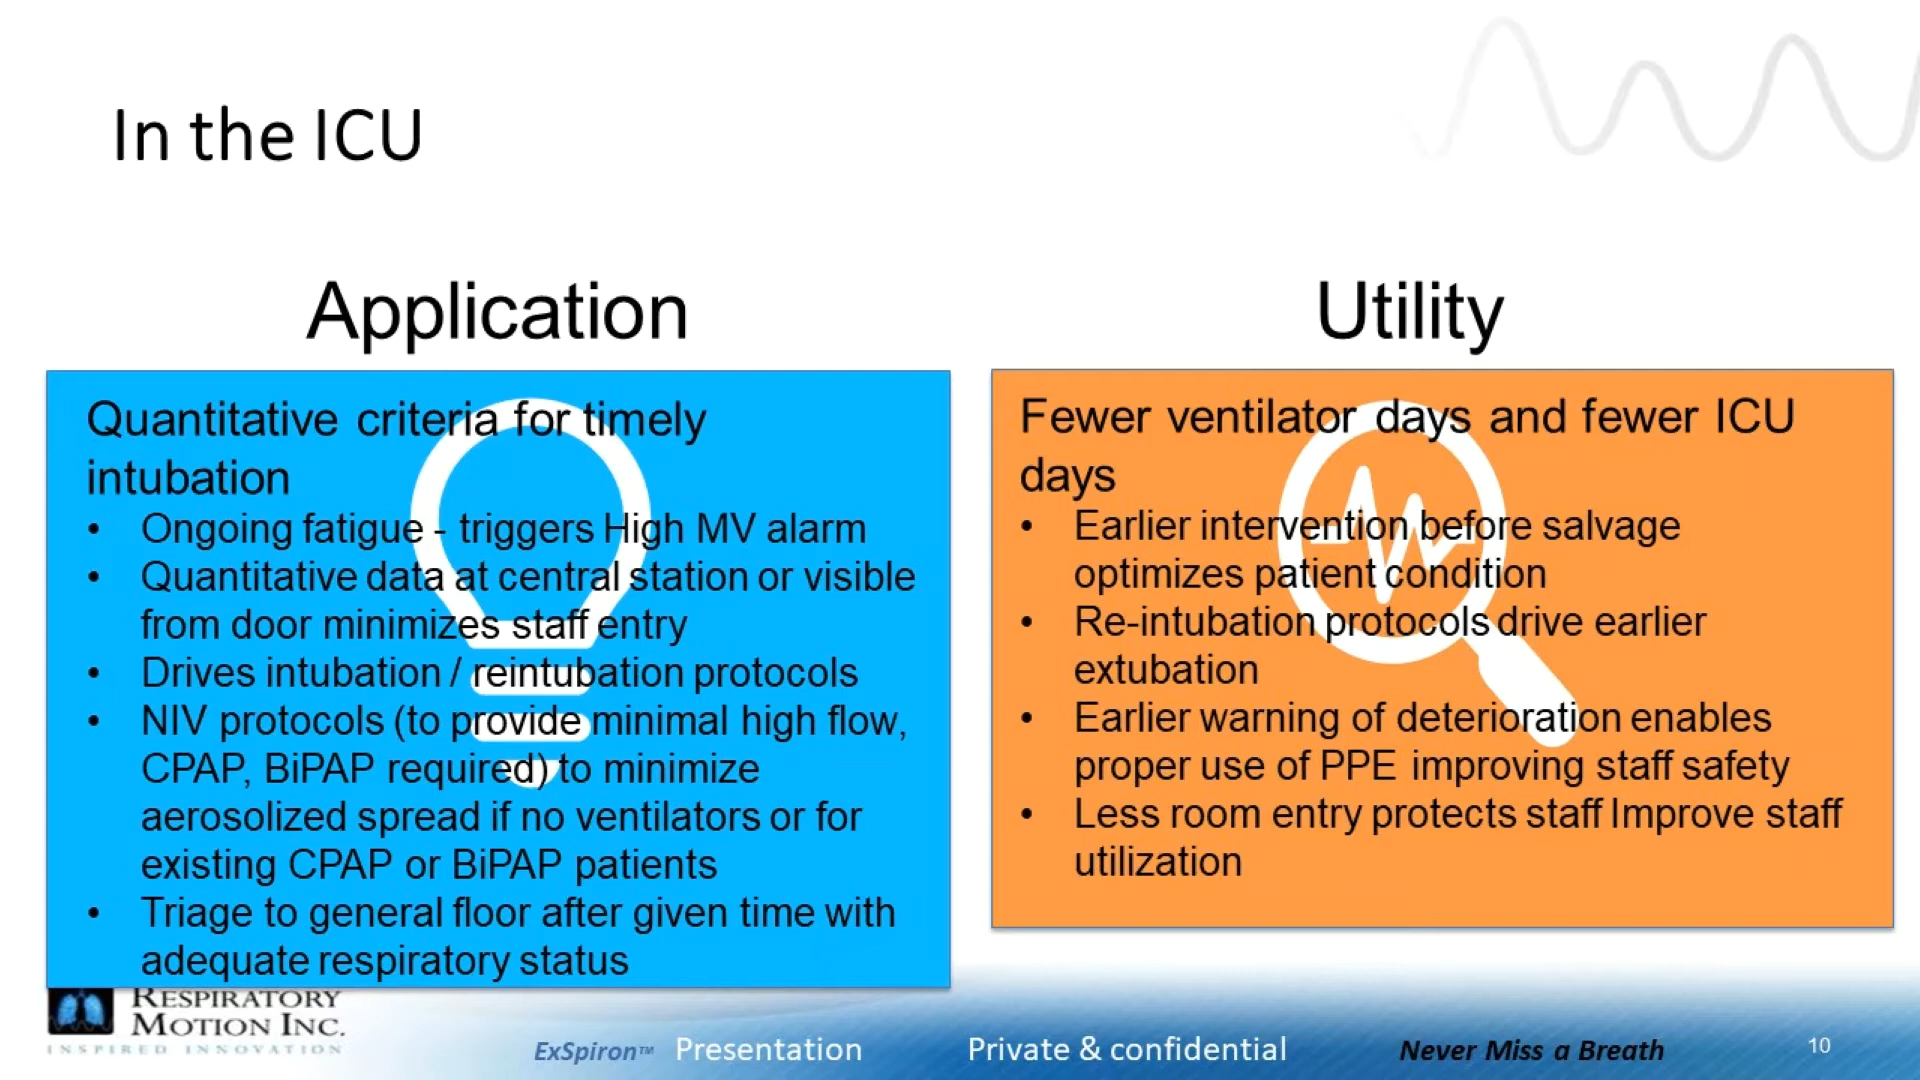 In the ICU
Application
Quantitative criteria for timely
intubation
• Ongoing fatigue - triggers High MV alarm
• Quantitative data at central station or visible
from door minimizes staff entry
• Drives intubation / reintubation protocols
• NIV protocols (to provide minimal high flow,
CPAP, BiPAP required) to minimize
aerosolized spread if no ventilators or for
existing CPAP or BiPAP patients
• Triage to general floor after given time with
adequate respiratory status
Utility
Fewer ventilator days and fewer ICU
days
• Earlier intervention before salvage
optimizes patient condition
• Re-intubation protocols drive earlier
extubation
• Earlier warning of deterioration enables
proper use of PPE improving staff safety
• Less room entry protects staff Improve staff
utilization
RESPIRATORY
MOTION INC.
INSPIRED INNOVATION
ExSpiron™ Presentation Private & confidential Never Miss a Breath 10